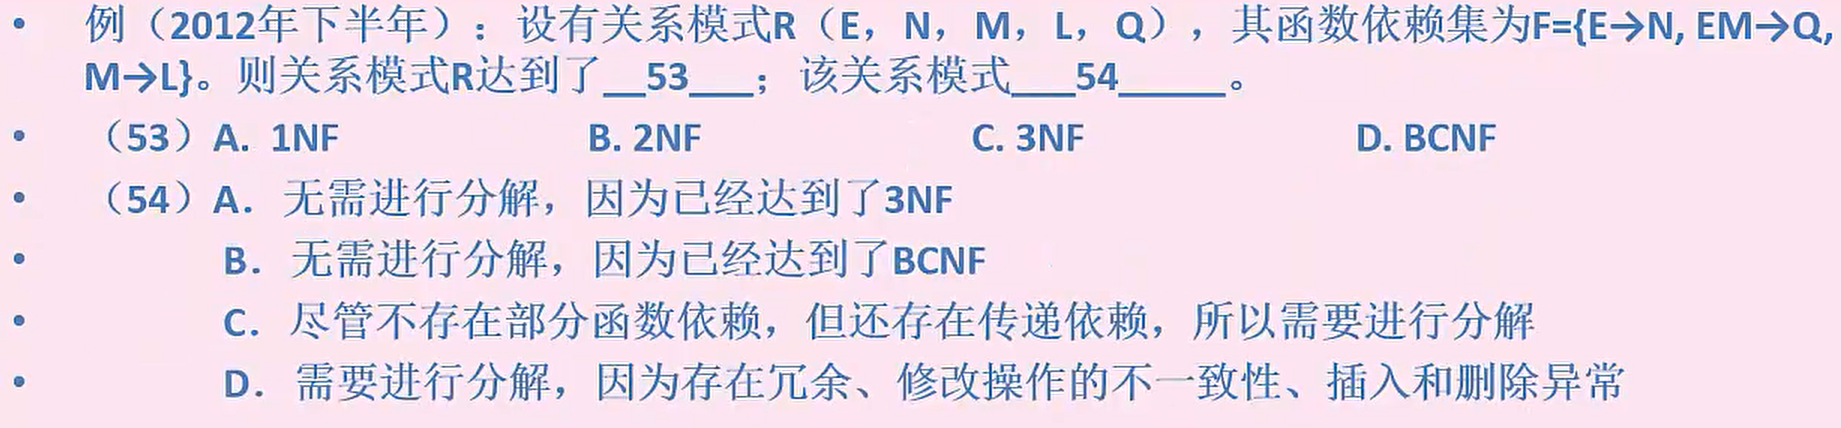 • 例（2012年下半年）：设有关系模式R（E，N，M，L，Q），其函数依赖集为F={E→N, EM→Q,
M→L}。则关系模式R达到了__53___；该关系模式___54_____。
• （53）A. 1NF B. 2NF C. 3NF D. BCNF
• （54）A. 无需进行分解，因为已经达到了3NF
• B. 无需进行分解，因为已经达到了BCNF
• C. 尽管不存在部分函数依赖，但还存在传递依赖，所以需要进行分解
• D. 需要进行分解，因为存在冗余、修改操作的不一致性、插入和删除异常